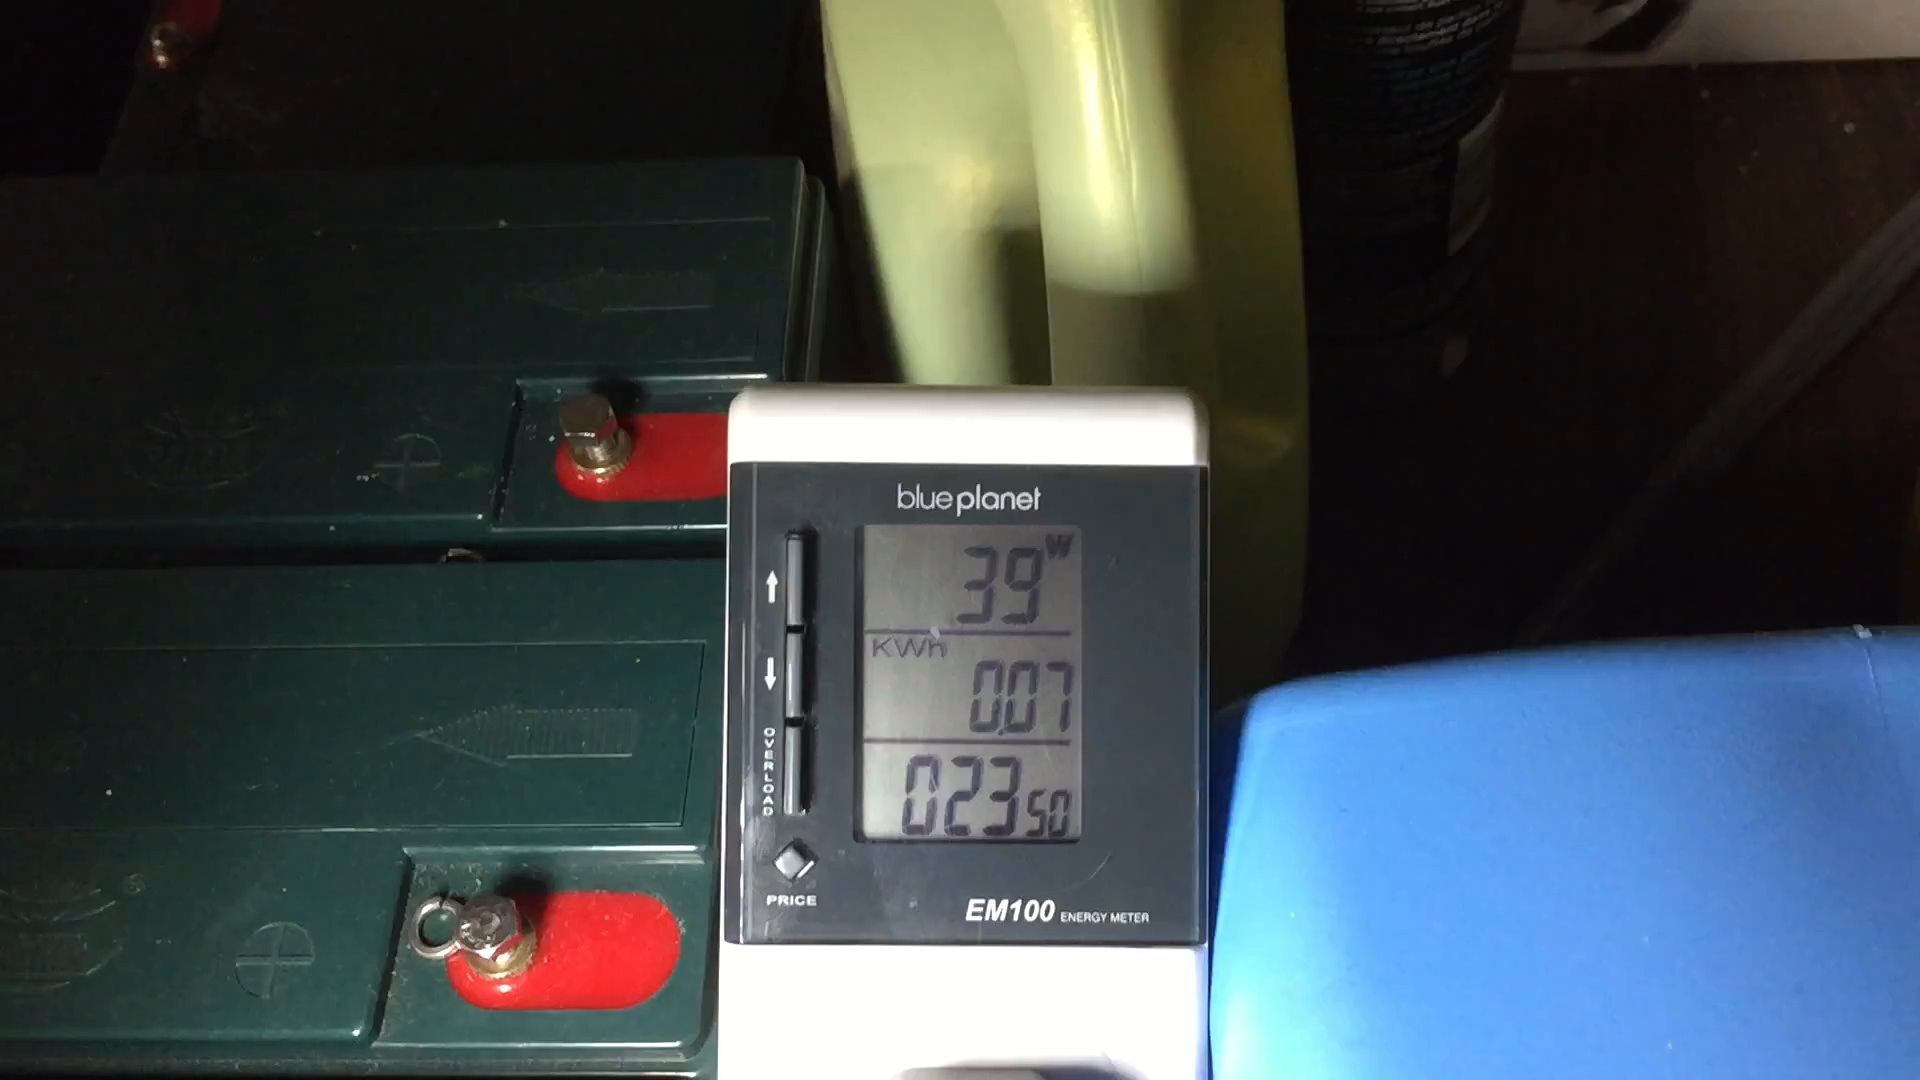 blueplanet
39 W
KWh
0.07
023 50
OVERLOAD
PRICE
EM100 ENERGY METER